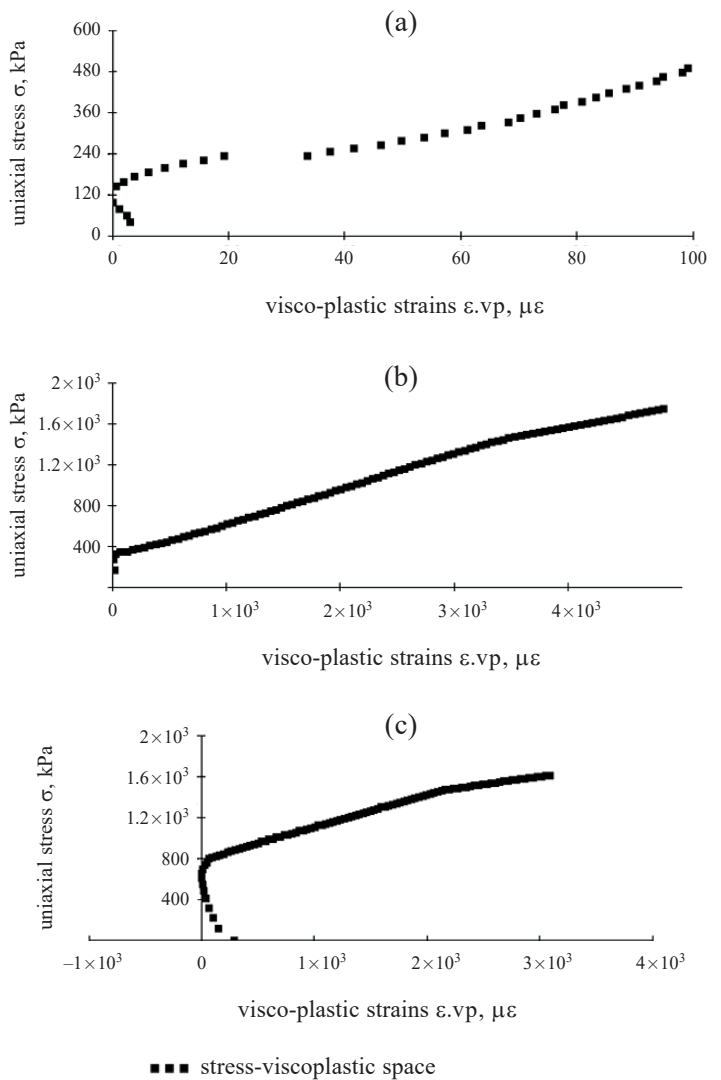 (a)
uniaxial stress σ, kPa
600
480
360
240
120
0
0 20 40 60 80 100
visco-plastic strains ε.vp, με
(b)
uniaxial stress σ, kPa
2×10³
1.6×10³
1.2×10³
800
400
0 1×10³ 2×10³ 3×10³ 4×10³
visco-plastic strains ε.vp, με
(c)
uniaxial stress σ, kPa
2×10³
1.6×10³
1.2×10³
800
400
−1×10³ 0 1×10³ 2×10³ 3×10³ 4×10³
visco-plastic strains ε.vp, με
stress-viscoplastic space